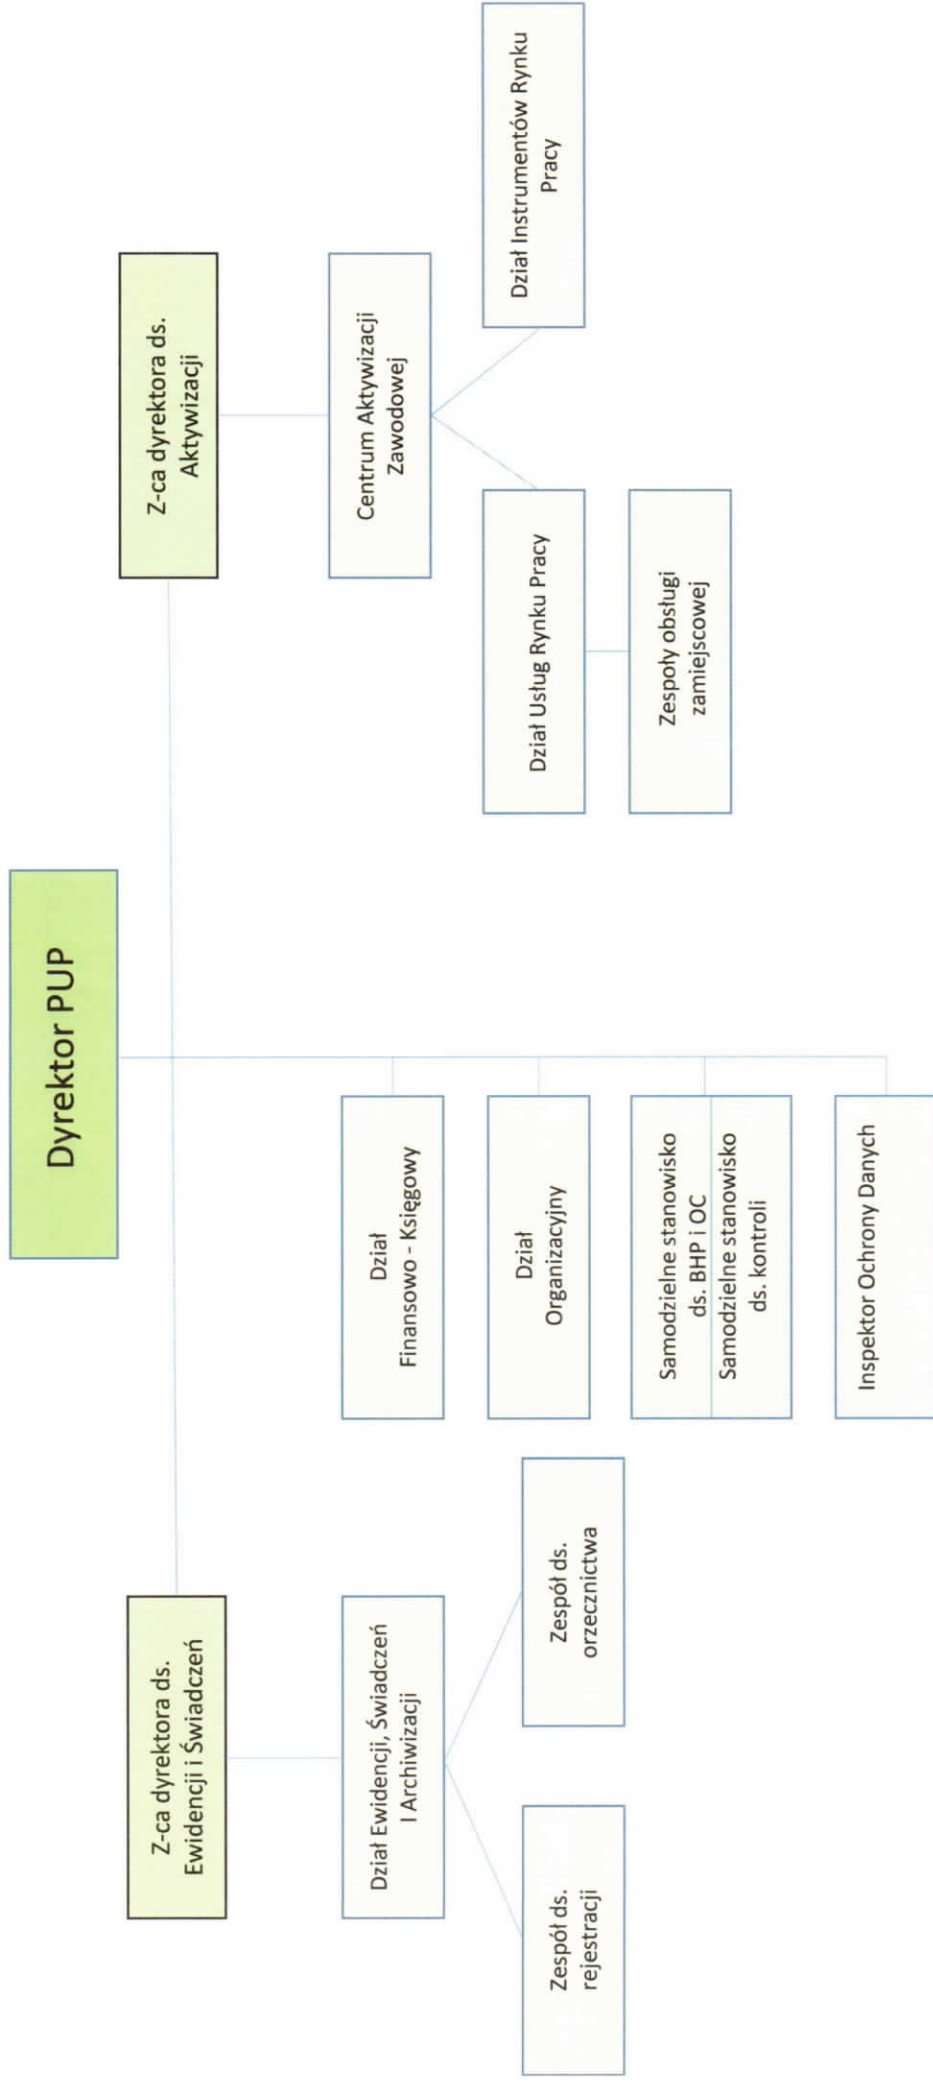 Dyrektor PUP
Z-ca dyrektora ds.
Ewidencji i Świadczeń
Z-ca dyrektora ds.
Aktywizacji
Dział Ewidencji, Świadczeń
I Archiwizacji
Zespół ds.
rejestracji
Zespół ds.
orzecznictwa
Dział
Finansowo - Księgowy
Dział
Organizacyjny
Samodzielne stanowisko
ds. BHP i OC
Samodzielne stanowisko
ds. kontroli
Inspektor Ochrony Danych
Centrum Aktywizacji
Zawodowej
Dział Usług Rynku Pracy
Zespoły obsługi
zamiejscowej
Dział Instrumentów Rynku
Pracy